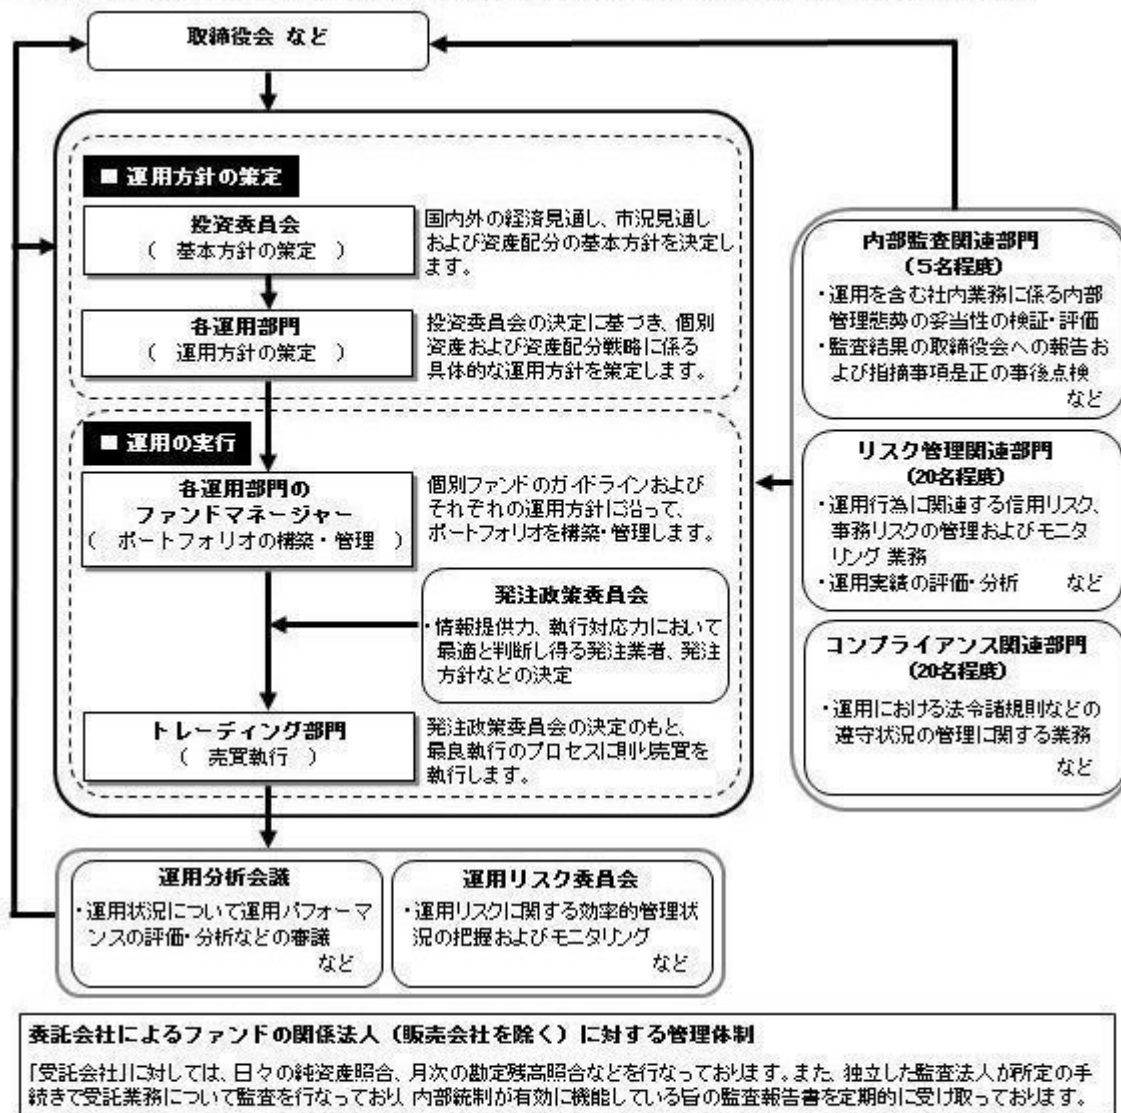 取締役会 など
■ 運用方針の策定
投資委員会
( 基本方針の策定 )
国内外の経済見通し、市況見通し
および資産配分の基本方針を決定し
ます。
各運用部門
( 運用方針の策定 )
投資委員会の決定に基づき、個別
資産および資産配分戦略に係る
具体的な運用方針を策定します。
■ 運用の実行
各運用部門の
ファンドマネージャー
( ポートフォリオの構築・管理 )
個別ファンドのガイドラインおよび
それぞれの運用方針に沿って、
ポートフォリオを構築・管理します。
発注政策委員会
・情報提供力、執行対応力において
最適と判断し得る発注業者、発注
方針などの決定
トレーディング部門
( 売買執行 )
発注政策委員会の決定のもと、
最良執行のプロセスに則り売買を
執行します。
内部監査関連部門
(5名程度)
・運用を含む社内業務に係る内部
管理態勢の妥当性の検証・評価
・監査結果の取締役会への報告お
よび指摘事項是正の事後点検
など
リスク管理関連部門
(20名程度)
・運用行為に関連する信用リスク、
事務リスクの管理およびモニタ
リング 業務
・運用実績の評価・分析 など
コンプライアンス関連部門
(20名程度)
・運用における法令諸規則などの
遵守状況の管理に関する業務
など
運用分析会議
・運用状況について運用パフォーマ
ンスの評価・分析などの審議
など
運用リスク委員会
・運用リスクに関する効率的管理状
況の把握およびモニタリング
など
委託会社によるファンドの関係法人（販売会社を除く）に対する管理体制
「受託会社」に対しては、日々の純資産照合、月次の勘定残高照合などを行なっております。また、独立した監査法人が所定の手
続きで受託業務について監査を行なっており、内部統制が有効に機能している旨の監査報告書を定期的に受け取っております。